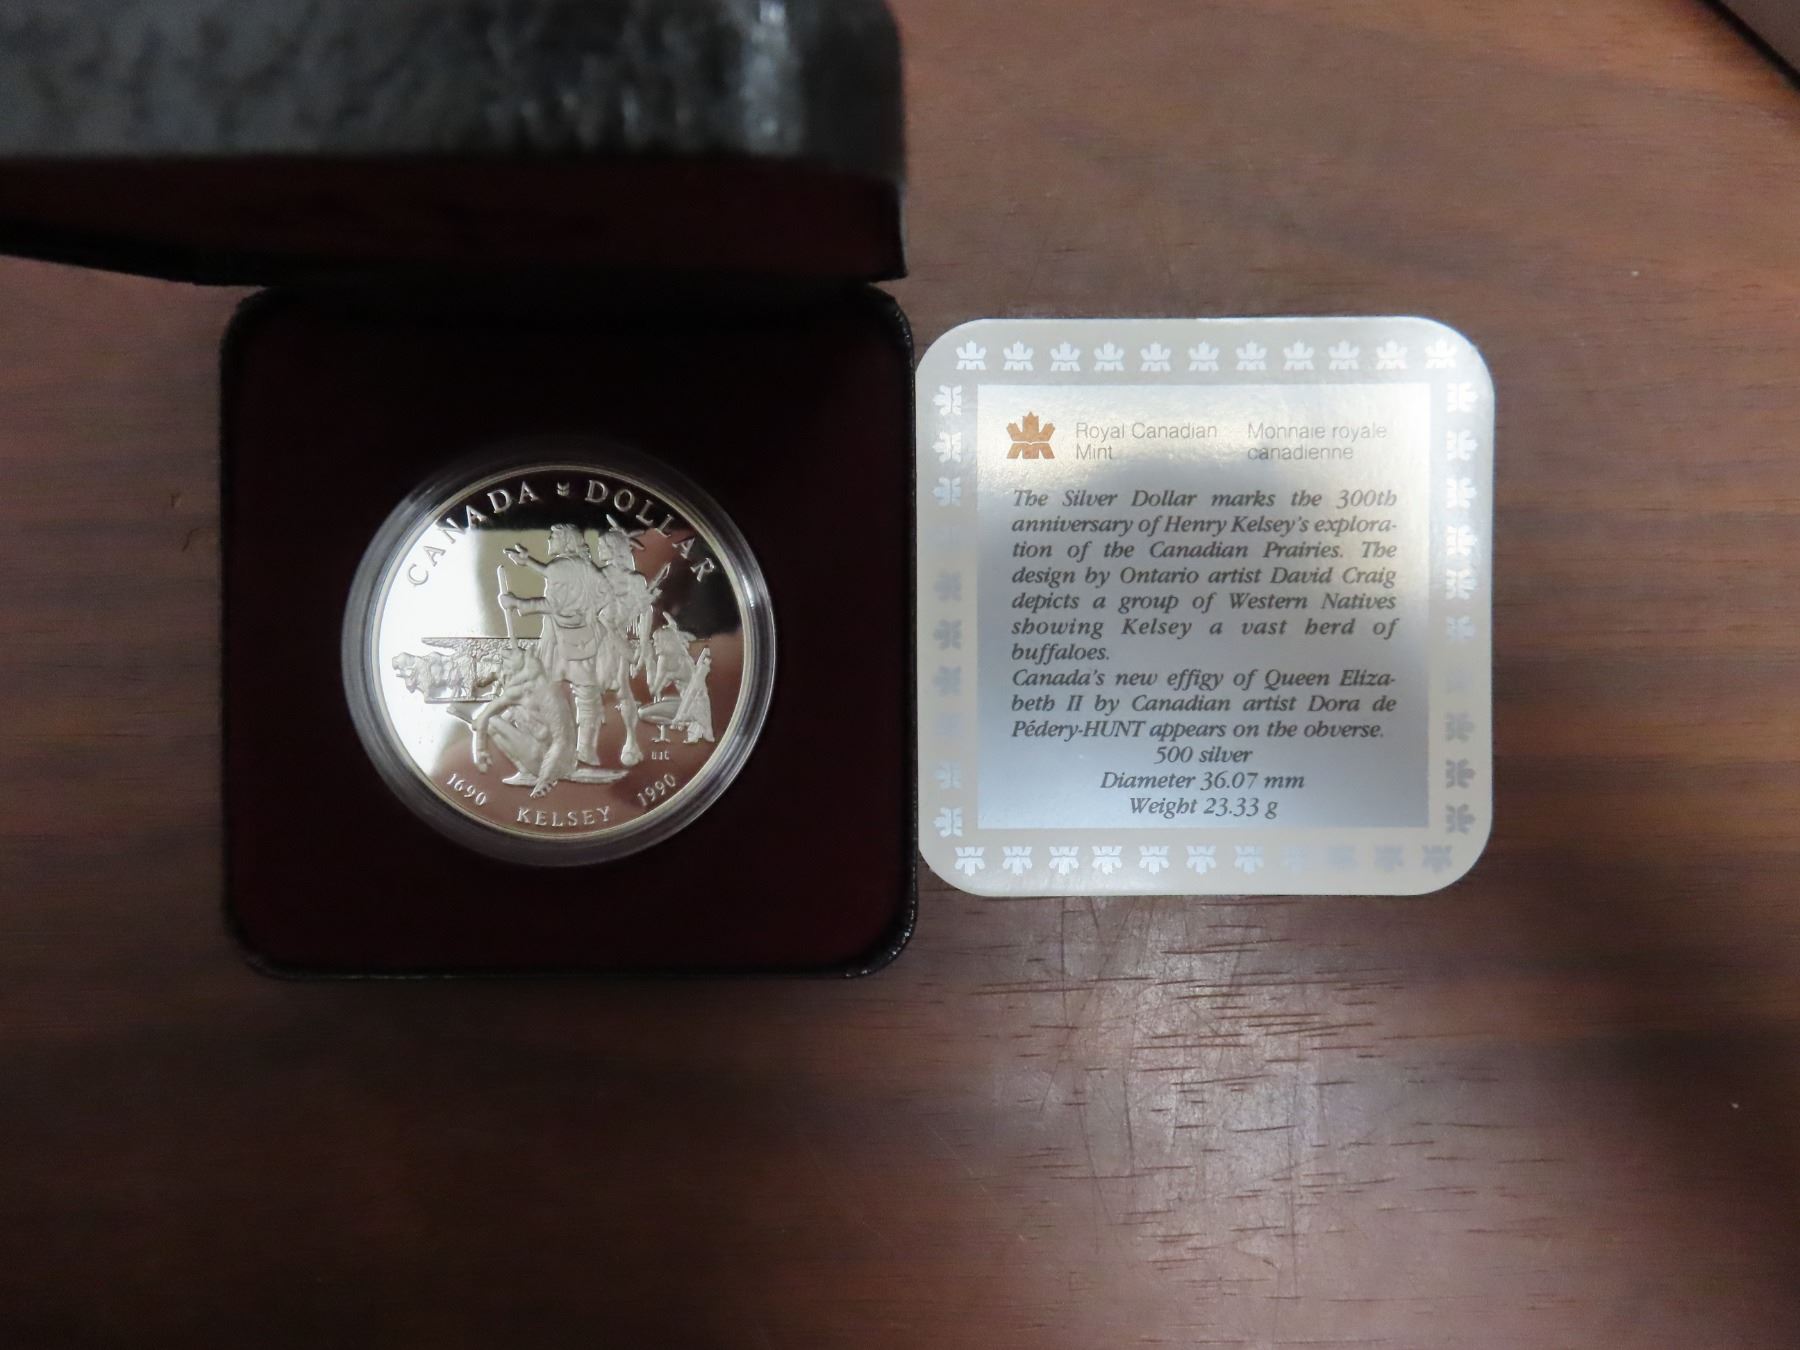 CANADA DOLLAR
1690 KELSEY 1990
DJC
Royal Canadian Mint
Monnaie royale canadienne
The Silver Dollar marks the 300th
anniversary of Henry Kelsey's explora-
tion of the Canadian Prairies. The
design by Ontario artist David Craig
depicts a group of Western Natives
showing Kelsey a vast herd of
buffaloes.
Canada's new effigy of Queen Eliza-
beth II by Canadian artist Dora de
Pédery-HUNT appears on the obverse.
500 silver
Diameter 36.07 mm
Weight 23.33 g